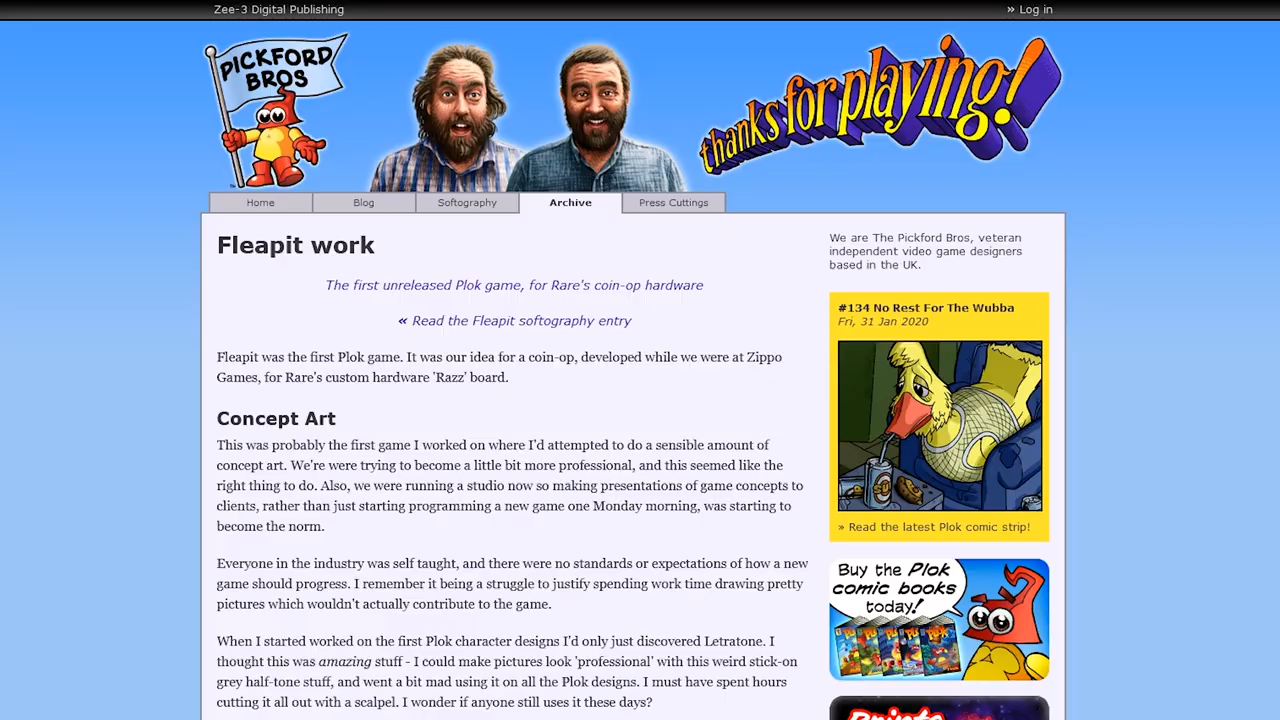 Zee-3 Digital Publishing
» Log in
PICKFORD
BROS
™
thanks for playing!
Home
Blog
Softography
Archive
Press Cuttings
Fleapit work
The first unreleased Plok game, for Rare's coin-op hardware
« Read the Fleapit softography entry
Fleapit was the first Plok game. It was our idea for a coin-op, developed while we were at Zippo
Games, for Rare's custom hardware 'Razz' board.
Concept Art
This was probably the first game I worked on where I'd attempted to do a sensible amount of
concept art. We're were trying to become a little bit more professional, and this seemed like the
right thing to do. Also, we were running a studio now so making presentations of game concepts to
clients, rather than just starting programming a new game one Monday morning, was starting to
become the norm.
Everyone in the industry was self taught, and there were no standards or expectations of how a new
game should progress. I remember it being a struggle to justify spending work time drawing pretty
pictures which wouldn't actually contribute to the game.
When I started worked on the first Plok character designs I'd only just discovered Letratone. I
thought this was amazing stuff - I could make pictures look 'professional' with this weird stick-on
grey half-tone stuff, and went a bit mad using it on all the Plok designs. I must have spent hours
cutting it all out with a scalpel. I wonder if anyone still uses it these days?
We are The Pickford Bros, veteran
independent video game designers
based in the UK.
#134 No Rest For The Wubba
Fri, 31 Jan 2020
» Read the latest Plok comic strip!
Buy the Plok
comic books
today!